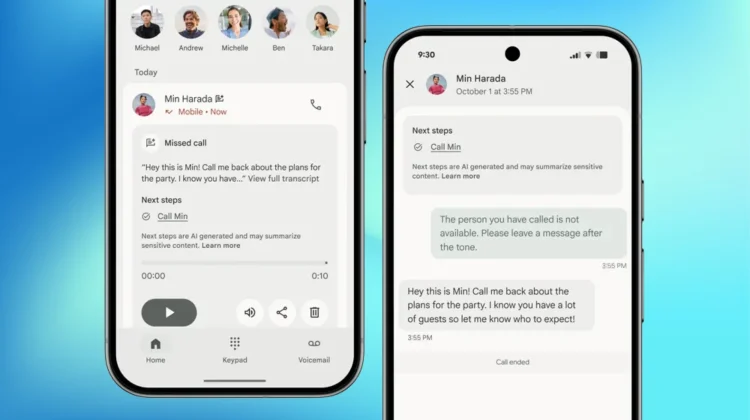 Michael Andrew Michelle Ben Takara
Today
Min Harada
Mobile • Now
Missed call
“Hey this is Min! Call me back about the plans for
the party. I know you have...” View full transcript
Next steps
Call Min
Next steps are AI generated and may summarize
sensitive content. Learn more
00:00 0:10
Home Keypad Voicemail
9:30
Min Harada
October 1 at 3:55 PM
Next steps
Call Min
Next steps are AI generated and may summarize sensitive
content. Learn more
The person you have called is not
available. Please leave a message after
the tone.
3:55 PM
Hey this is Min! Call me back about the
plans for the party. I know you have a lot
of guests so let me know who to expect!
3:55 PM
Call ended